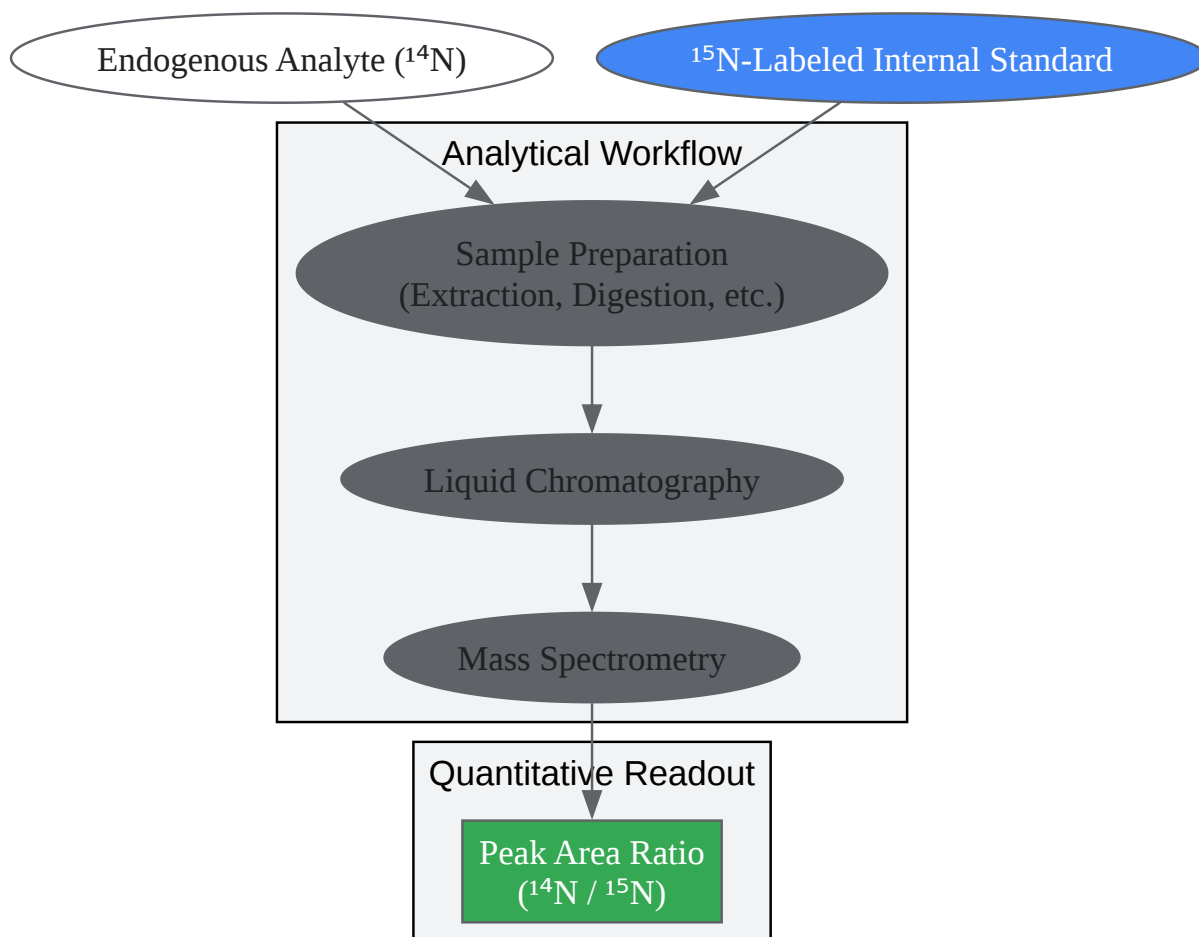 Endogenous Analyte (¹⁴N)
¹⁵N-Labeled Internal Standard
Analytical Workflow
Sample Preparation
(Extraction, Digestion, etc.)
Liquid Chromatography
Mass Spectrometry
Quantitative Readout
Peak Area Ratio
(¹⁴N / ¹⁵N)